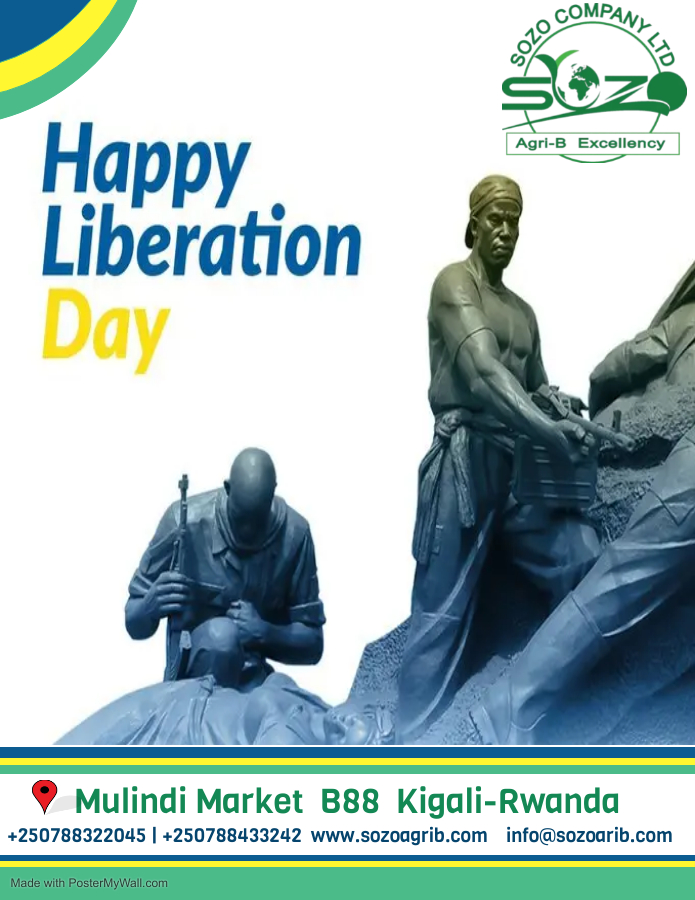 SOZO COMPANY LTD
SOZO
Agri-B Excellency
Happy
Liberation
Day
Mulindi Market B88 Kigali-Rwanda
+250788322045 | +250788433242 www.sozoagrib.com info@sozoarib.com
Made with PosterMyWall.com